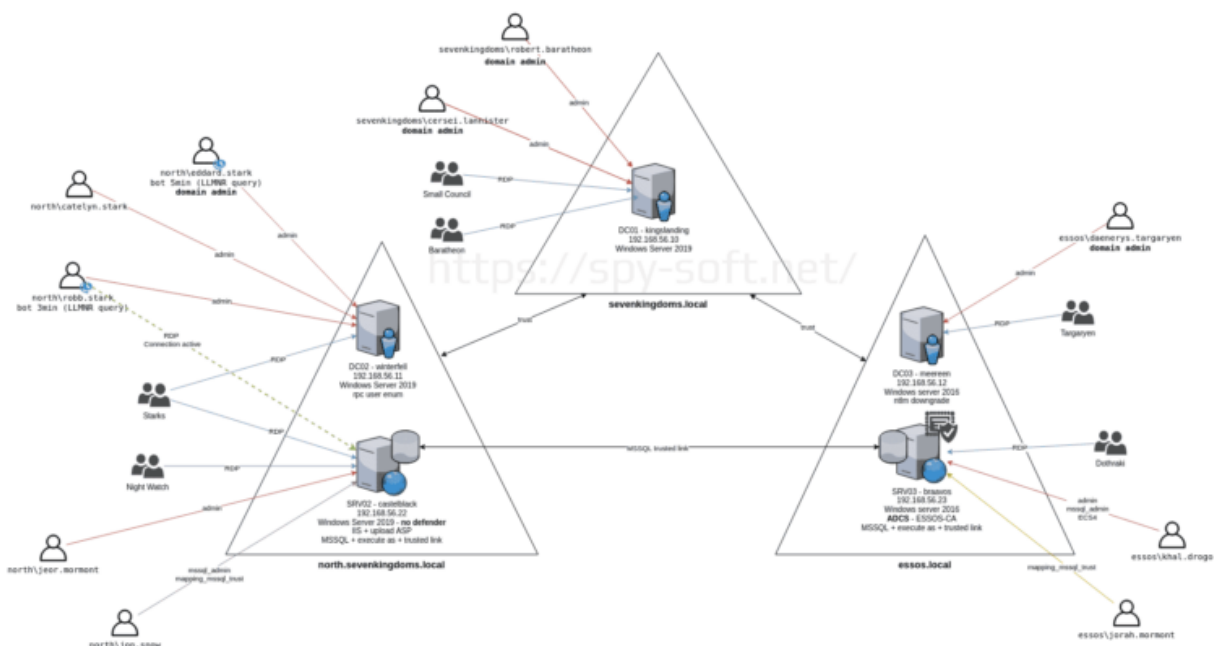 sevenkingdoms\robert.baratheon
domain admin
admin
sevenkingdoms\cersei.lannister
domain admin
admin
Small Council
RDP
Baratheon
RDP
DC01 - kingslanding
192.168.56.10
Windows Server 2019
sevenkingdoms.local
https://spy-soft.net/
north\eddard.stark
bot 5min (LLMNR query)
domain admin
admin
north\catelyn.stark
admin
north\robb.stark
bot 3min (LLMNR query)
admin
RDP
Connection active
trust
trust
DC02 - winterfell
192.168.56.11
Windows Server 2019
rpc user enum
Starks
RDP
RDP
Night Watch
RDP
SRV02 - castelblack
192.168.56.22
Windows Server 2019 - no defender
IIS + upload ASP
MSSQL + execute as + trusted link
north.sevenkingdoms.local
admin
north\jeor.mormont
mssql_admin
mapping_mssql_trust
north\jon.snow
MSSQL trusted link
essos\daenerys.targaryen
domain admin
admin
RDP
Targaryen
DC03 - meereen
192.168.56.12
Windows server 2016
ntlm downgrade
RDP
Dothraki
SRV03 - braavos
192.168.56.23
Windows server 2016
ADCS - ESSOS-CA
MSSQL + execute as + trusted link
essos.local
admin
mssql_admin
essos\khal.drogo
mapping_mssql_trust
essos\jorah.mormont